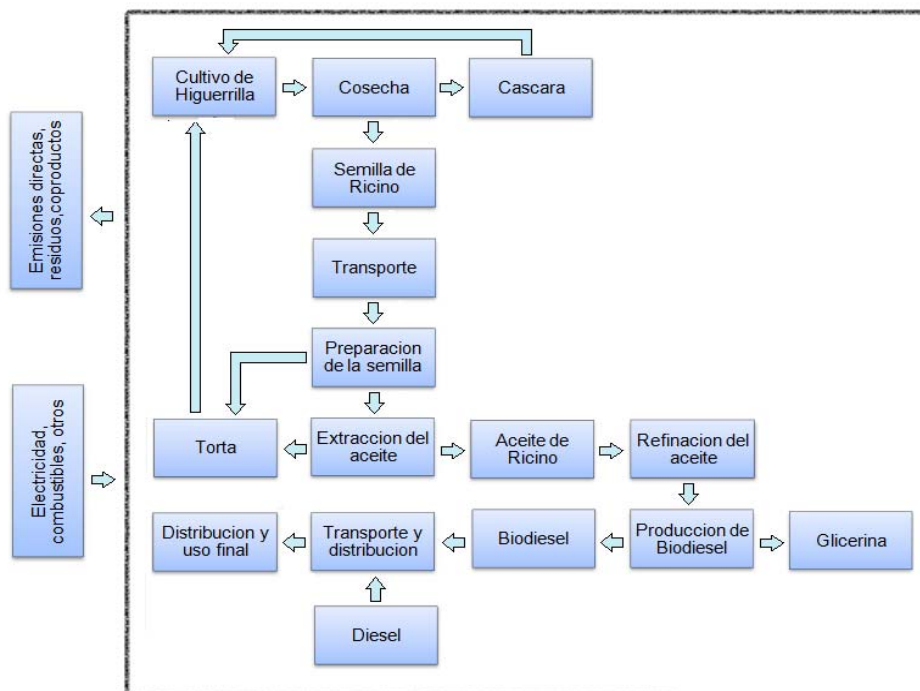 Cultivo de
Higuerrilla
Cosecha
Cascara
Emisiones directas,
residuos,coproductos
Semilla de
Ricino
Transporte
Preparacion
de la semilla
Electricidad,
combustibles, otros
Torta
Extraccion del
aceite
Aceite de
Ricino
Refinacion del
aceite
Distribucion y
uso final
Transporte y
distribucion
Biodiesel
Produccion de
Biodiesel
Glicerina
Diesel